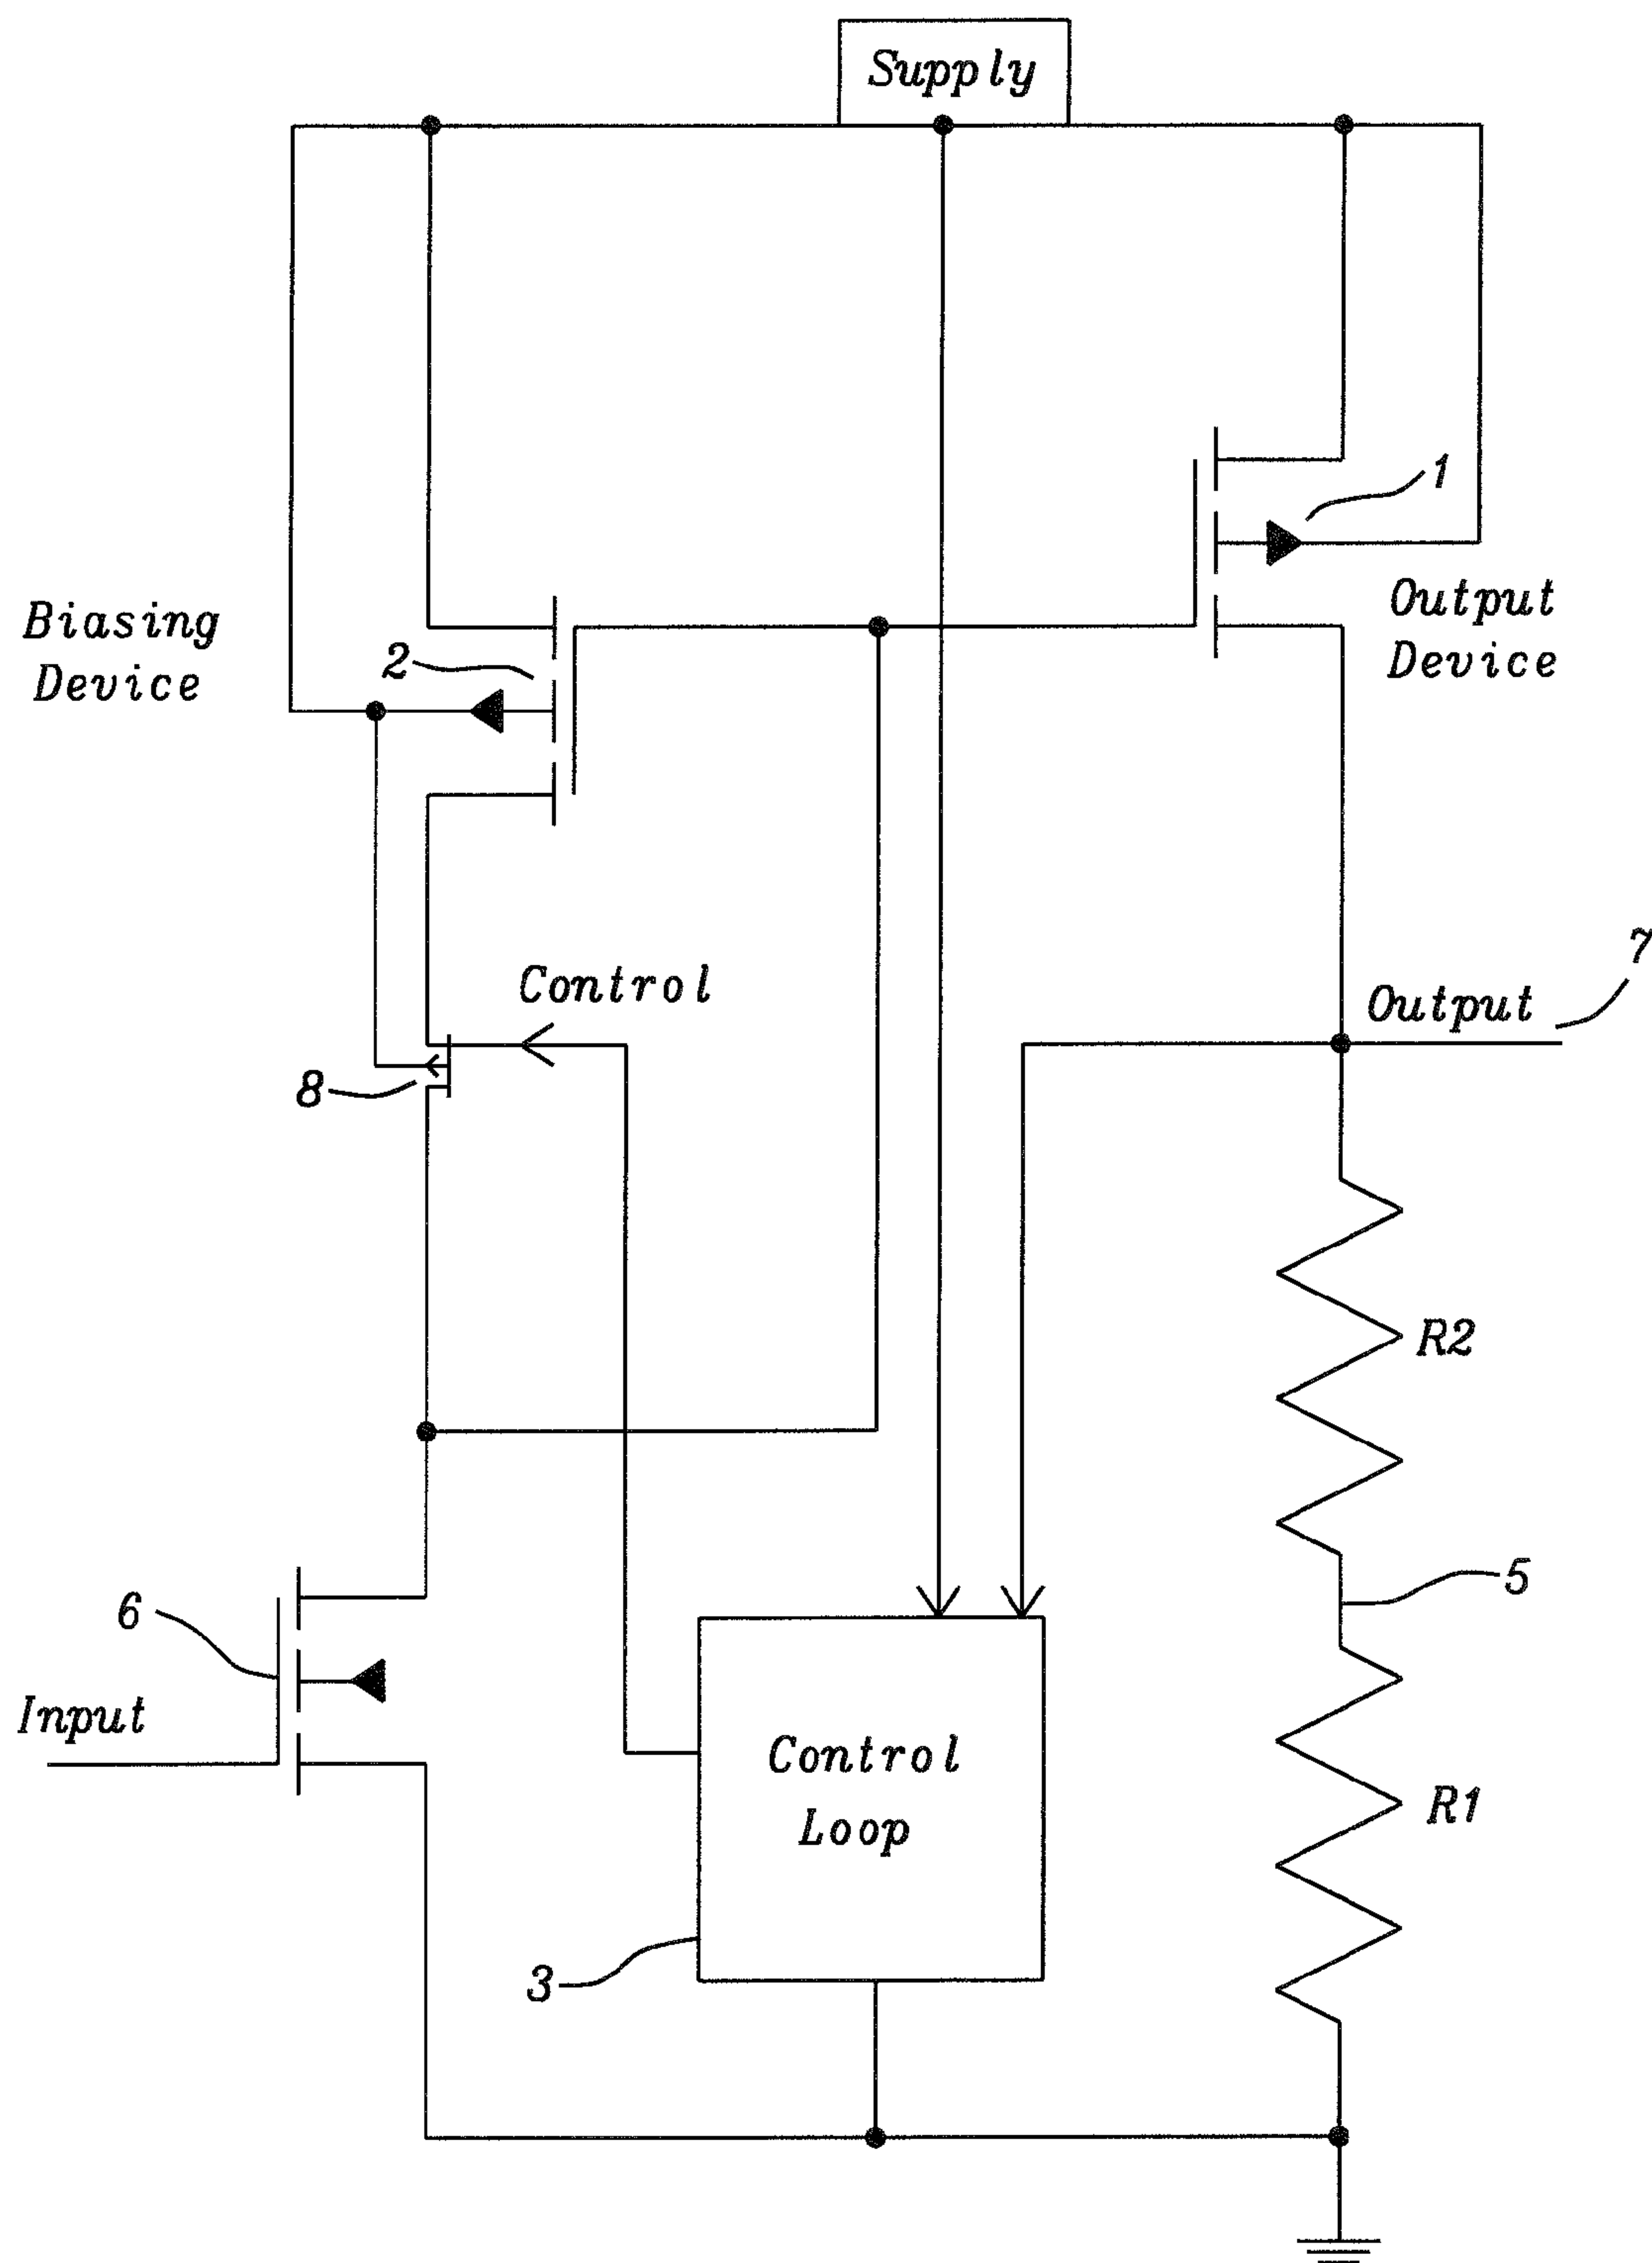 Supply
1
Biasing
Device
2
Output
Device
Control
7
Output
8
R2
5
6
Input
Control
Loop
R1
3